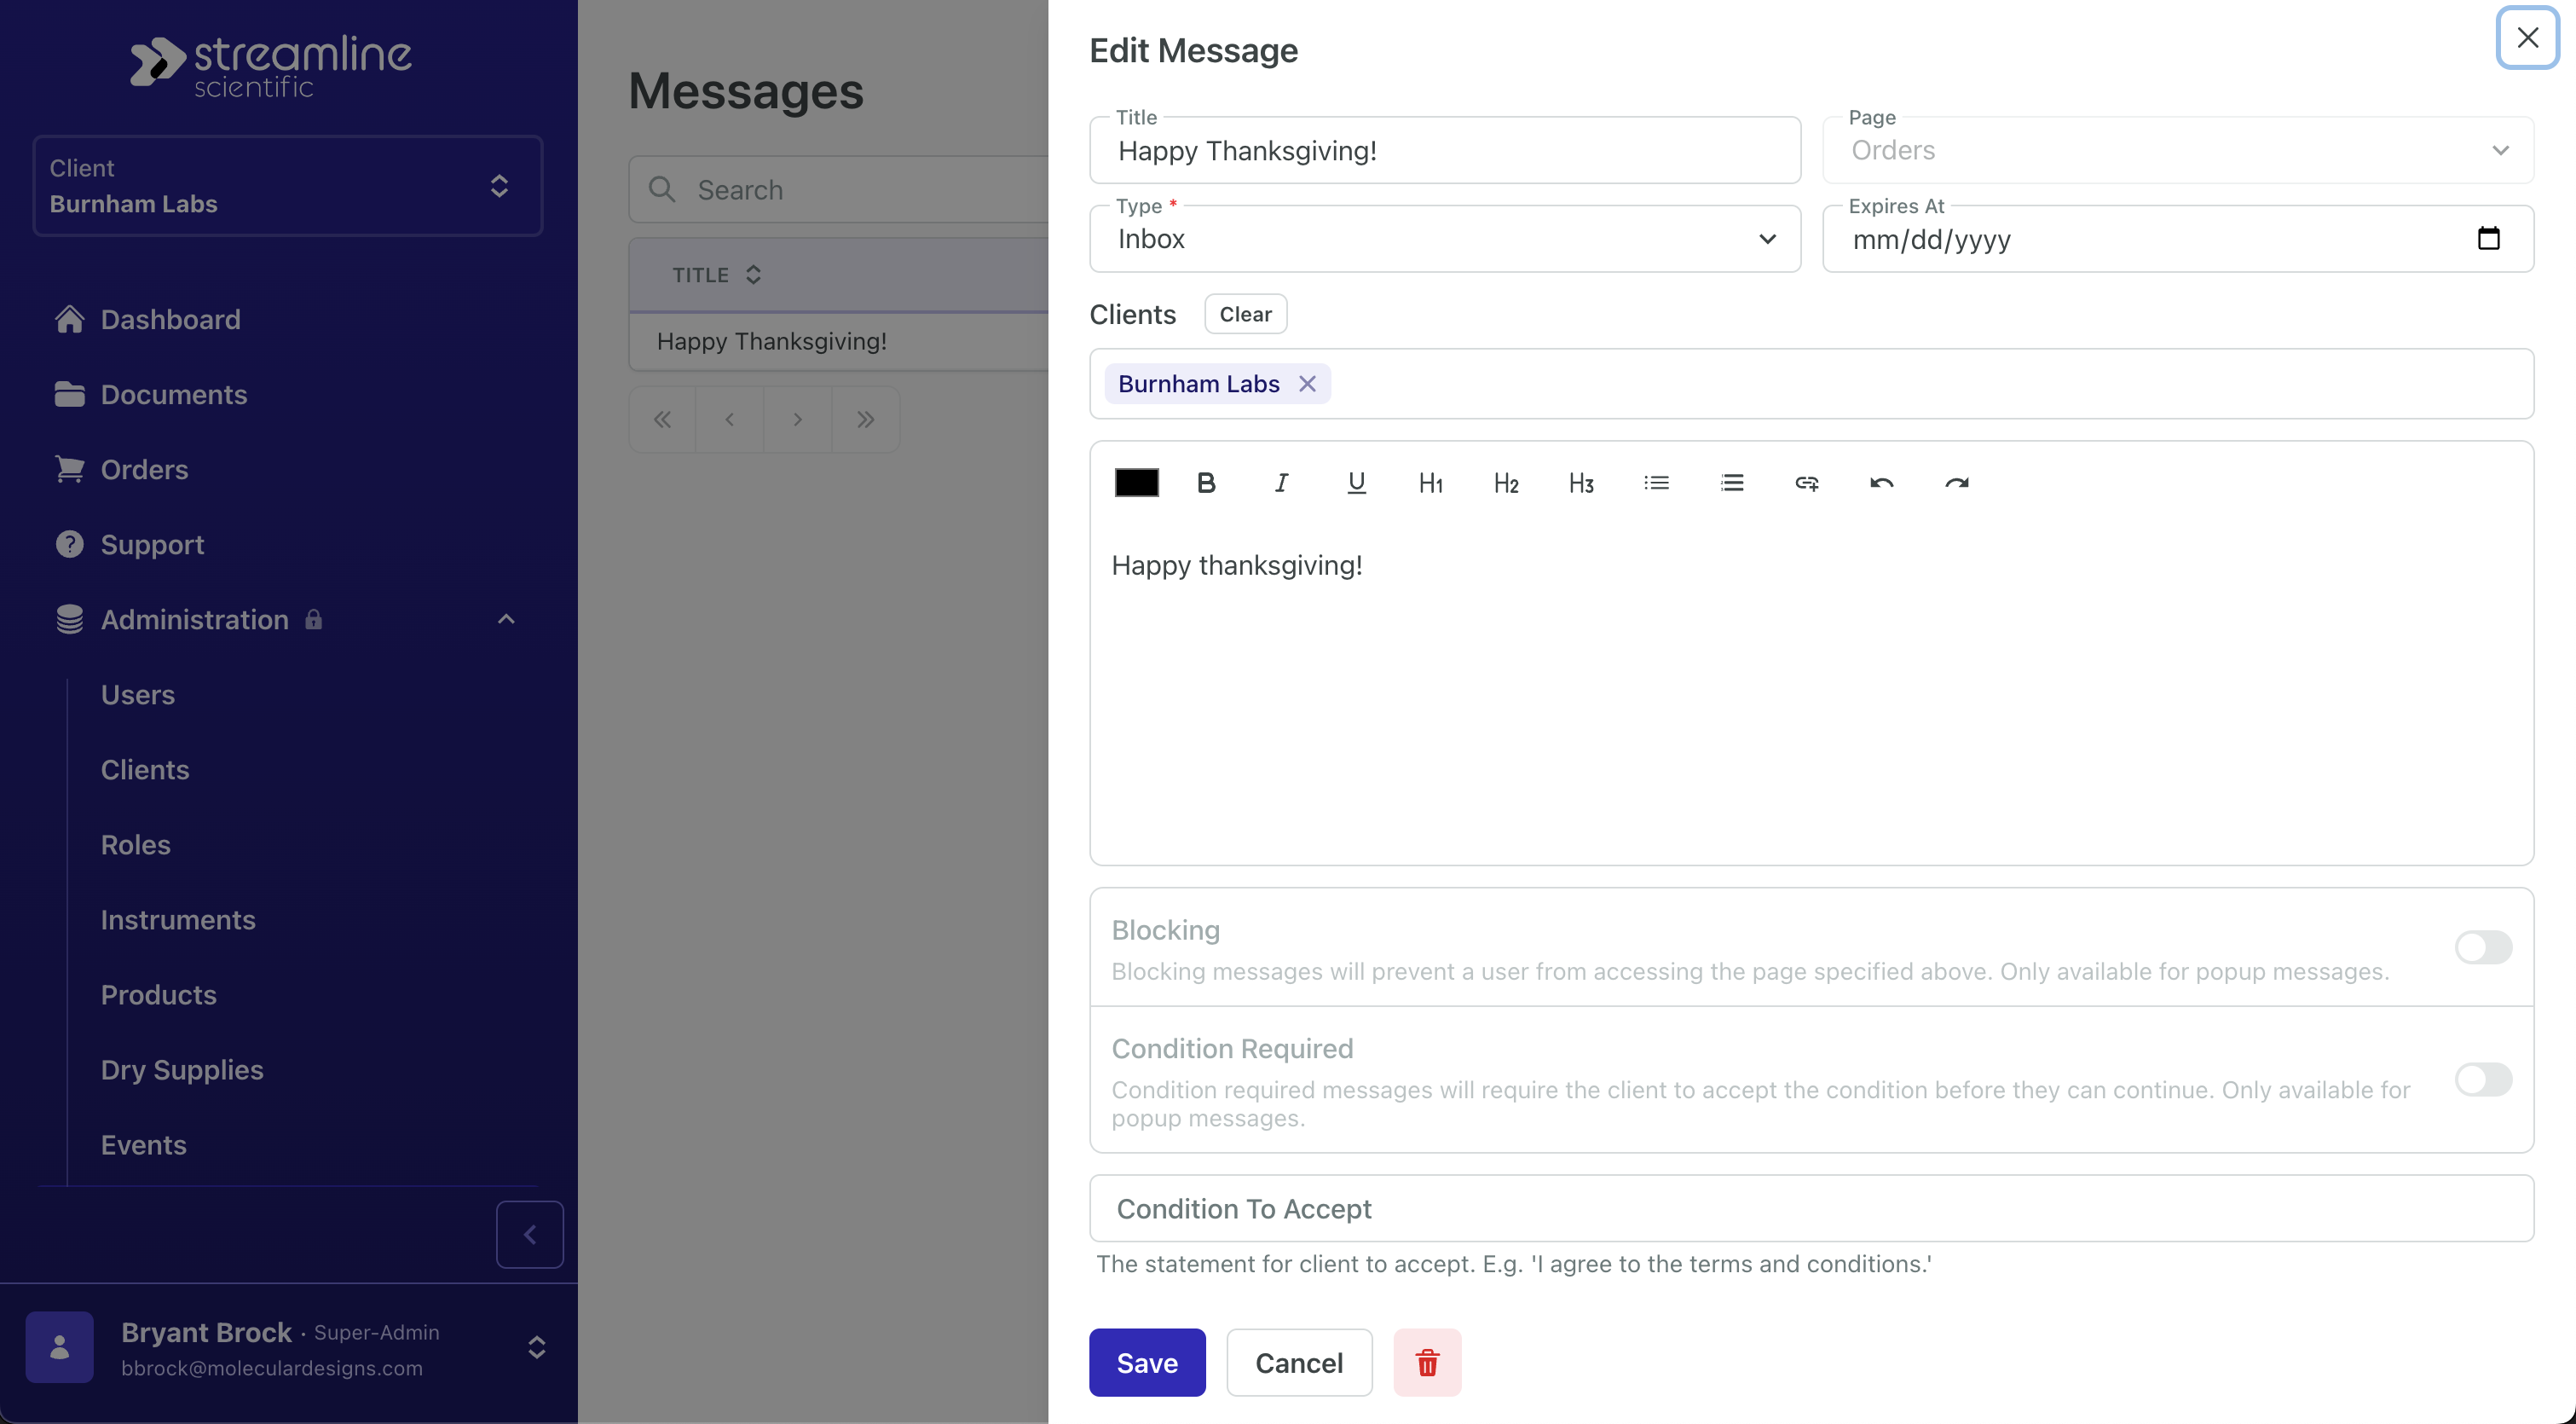 streamline
scientific
Client
Burnham Labs
Dashboard
Documents
Orders
Support
Administration
Users
Clients
Roles
Instruments
Products
Dry Supplies
Events
Bryant Brock · Super-Admin
bbrock@moleculardesigns.com
Messages
Search
TITLE
Happy Thanksgiving!
Edit Message
Title
Happy Thanksgiving!
Page
Orders
Type *
Inbox
Expires At
mm/dd/yyyy
Clients Clear
Burnham Labs
B I U H1 H2 H3
Happy thanksgiving!
Blocking
Blocking messages will prevent a user from accessing the page specified above. Only available for popup messages.
Condition Required
Condition required messages will require the client to accept the condition before they can continue. Only available for
popup messages.
Condition To Accept
The statement for client to accept. E.g. 'I agree to the terms and conditions.'
Save Cancel